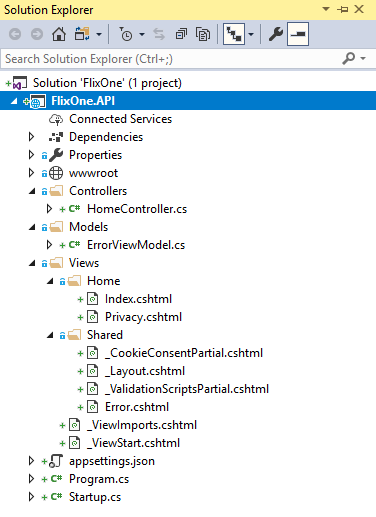 Solution Explorer
Search Solution Explorer (Ctrl+;)
Solution 'FlixOne' (1 project)
FlixOne.API
Connected Services
Dependencies
Properties
wwwroot
Controllers
C# HomeController.cs
Models
C# ErrorViewModel.cs
Views
Home
Index.cshtml
Privacy.cshtml
Shared
_CookieConsentPartial.cshtml
_Layout.cshtml
_ValidationScriptsPartial.cshtml
Error.cshtml
_ViewImports.cshtml
_ViewStart.cshtml
appsettings.json
C# Program.cs
C# Startup.cs